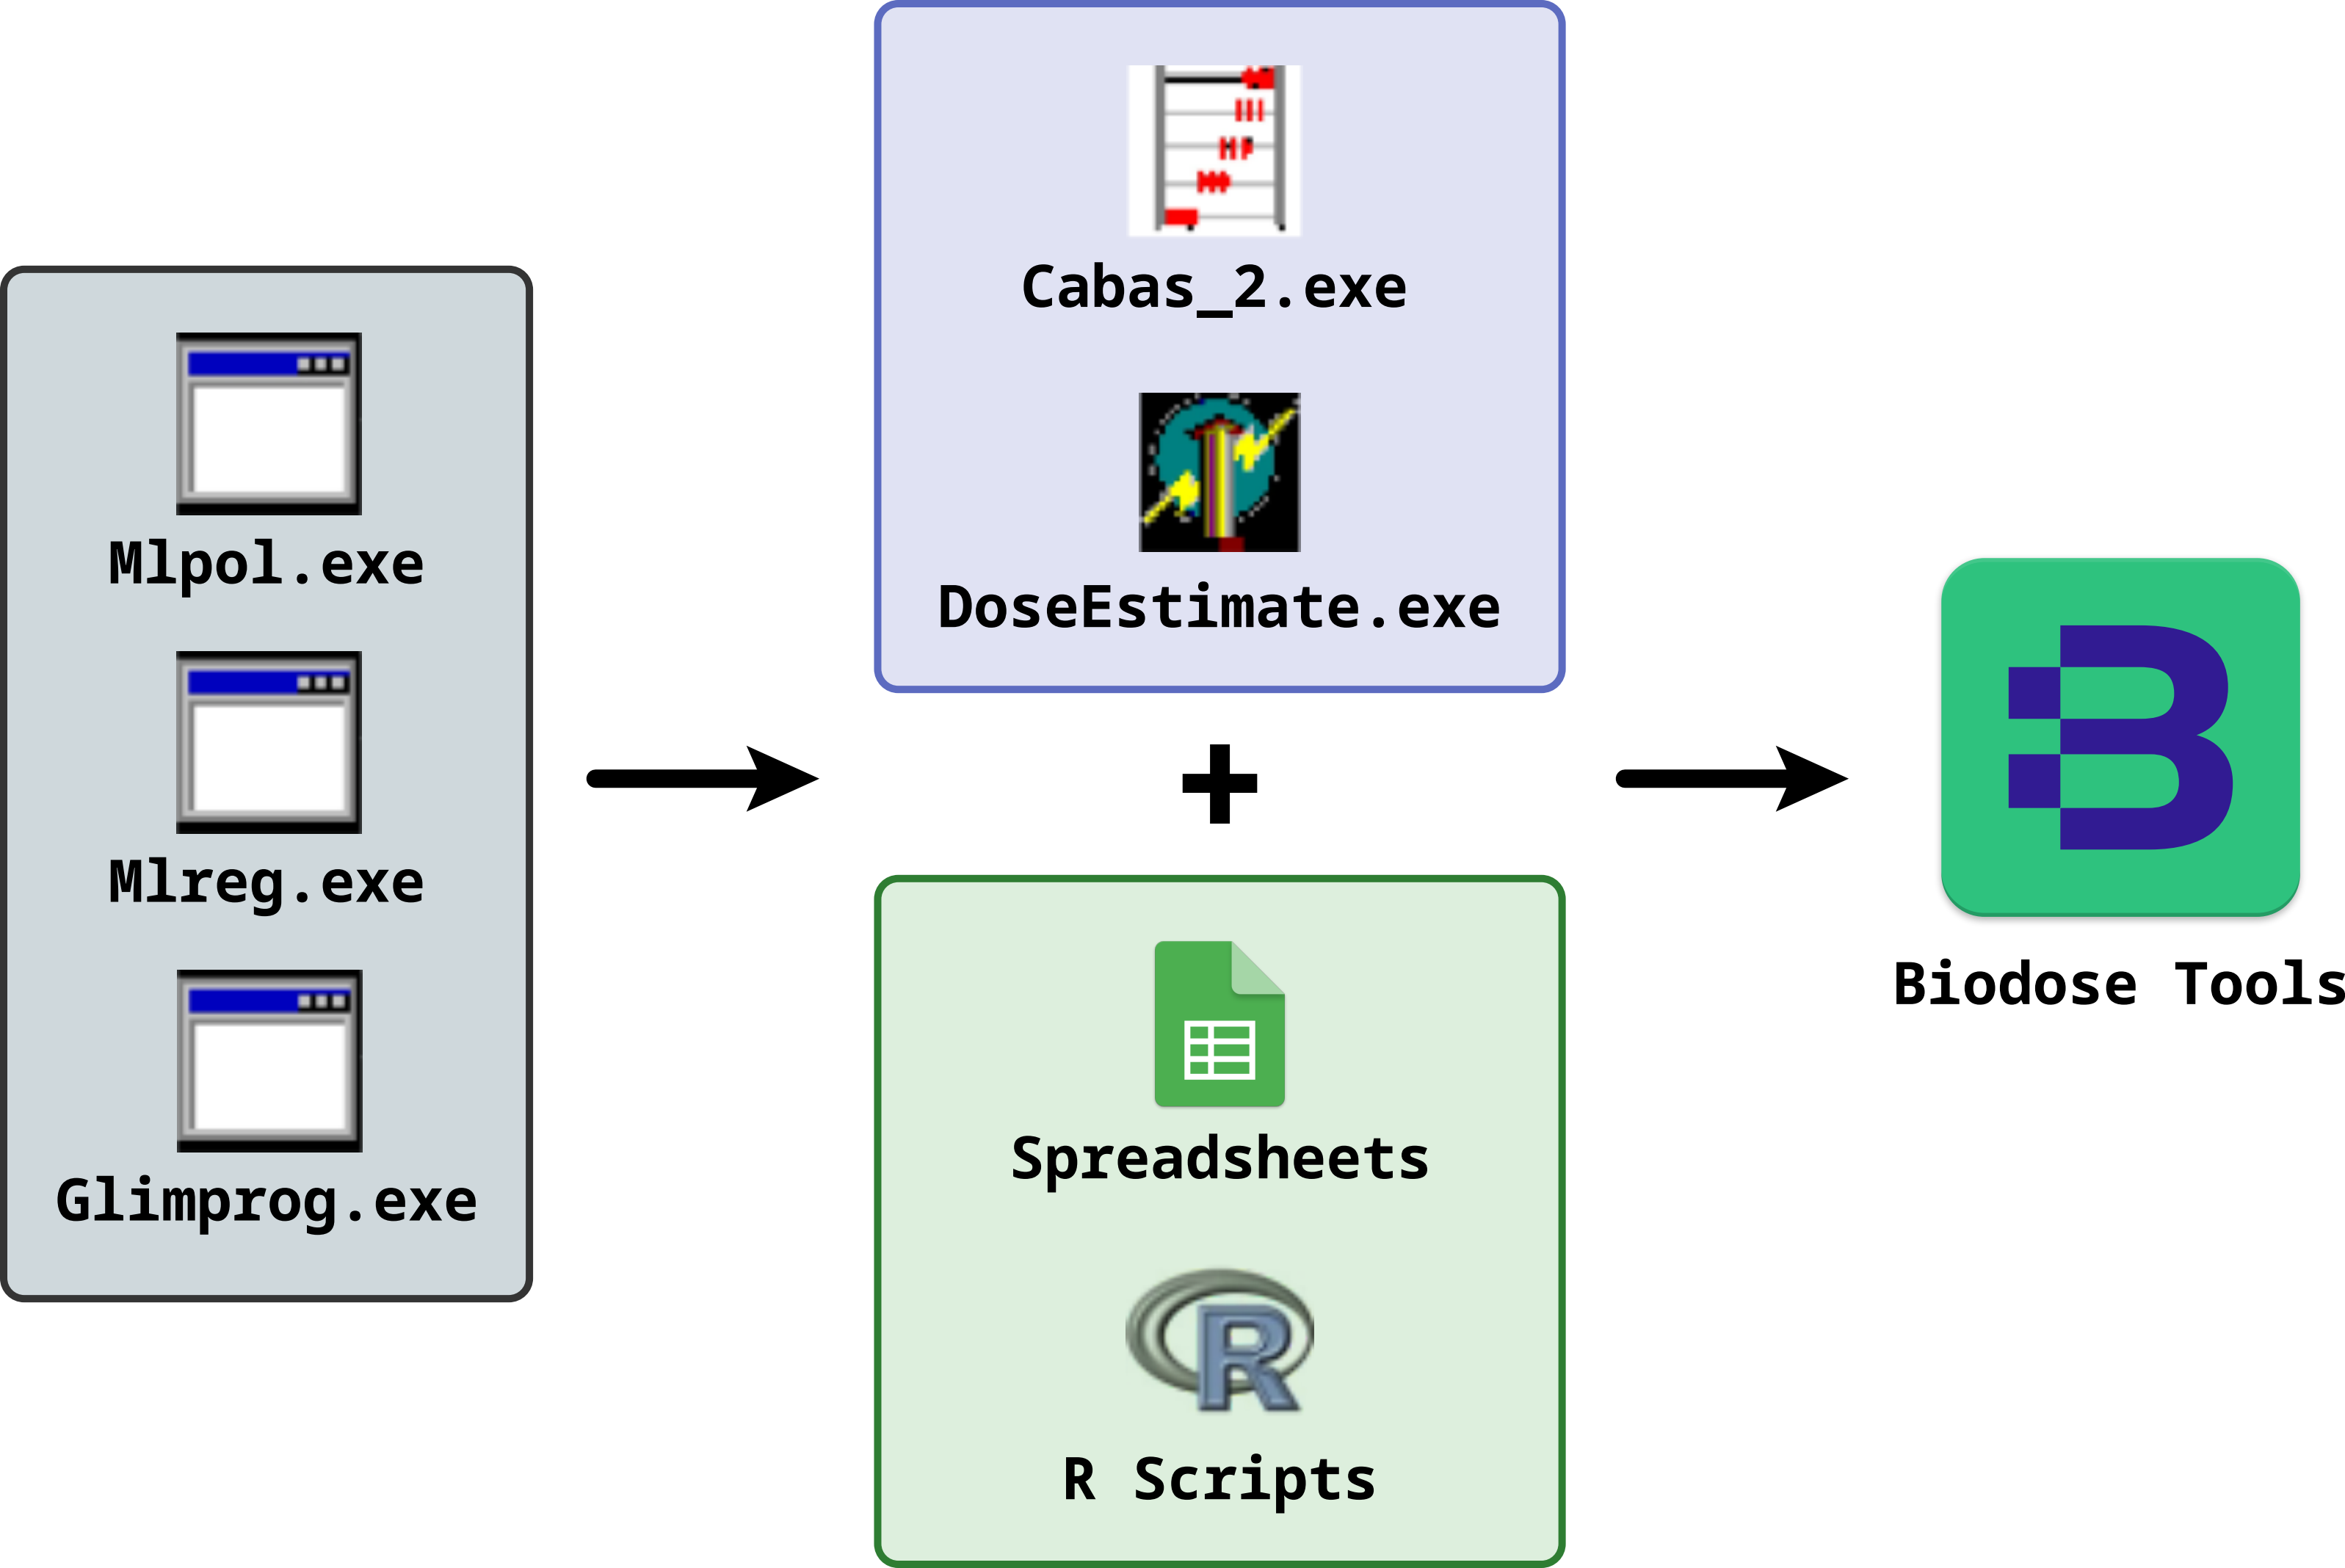 Mlpol.exe
Mlreg.exe
Glimprog.exe
Cabas_2.exe
DoseEstimate.exe
+
Spreadsheets
R
R Scripts
B
Biodose Tools